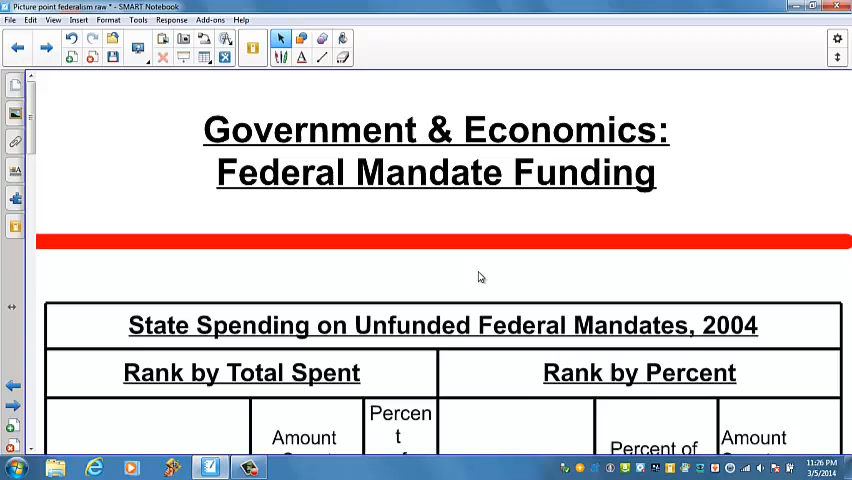 Picture point federalism raw * - SMART Notebook
File Edit View Insert Format Tools Response Add-ons Help
Government & Economics:
Federal Mandate Funding
State Spending on Unfunded Federal Mandates, 2004
Rank by Total Spent
Rank by Percent
Percen
t
Amount
Percent of
Amount
11:26 PM
3/5/2014